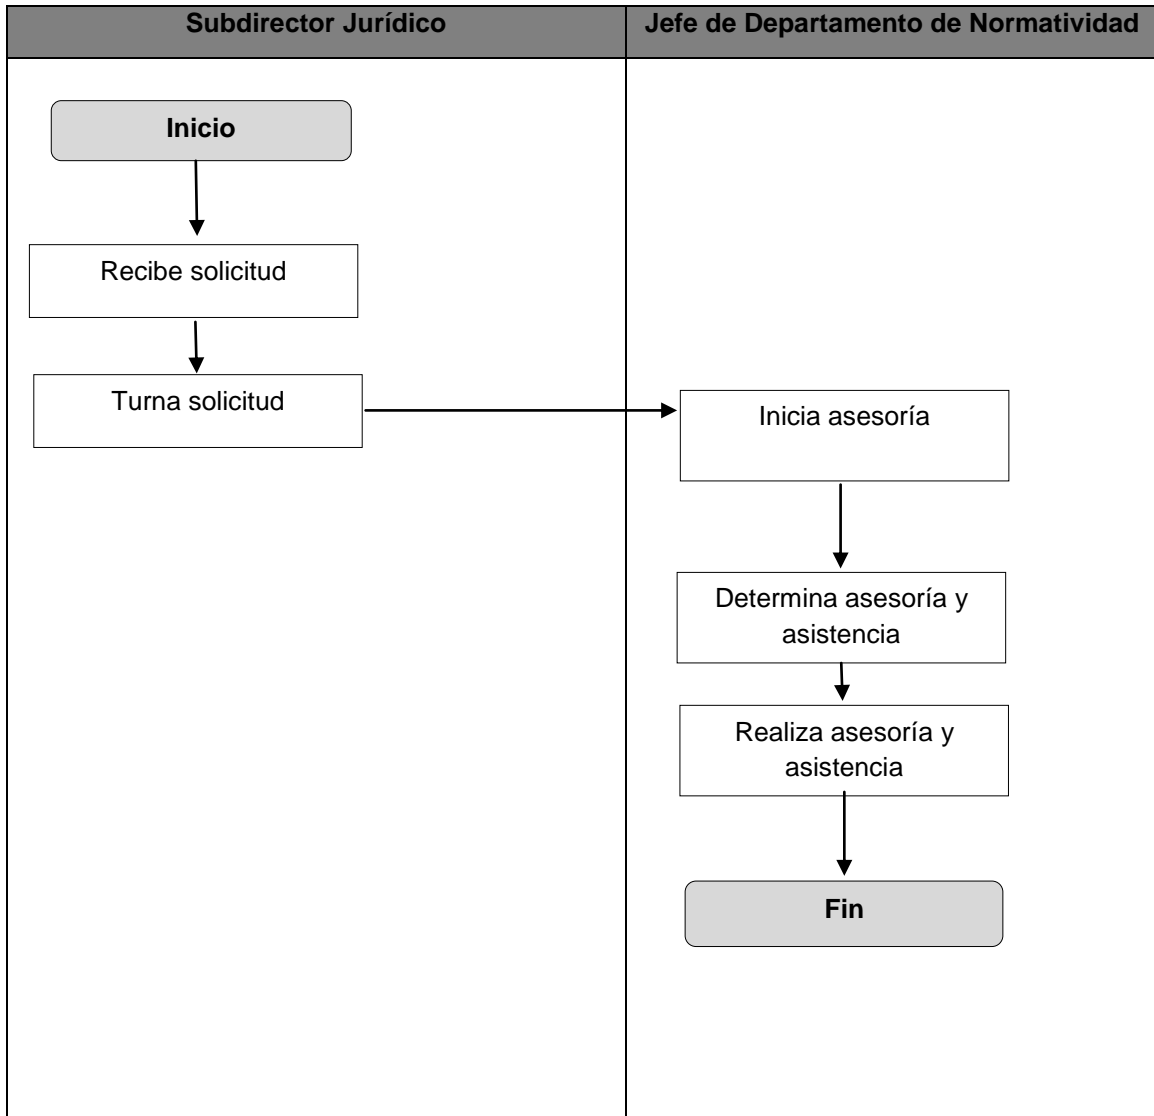 Subdirector Jurídico
Jefe de Departamento de Normatividad
Inicio
Recibe solicitud
Turna solicitud
Inicia asesoría
Determina asesoría y
asistencia
Realiza asesoría y
asistencia
Fin